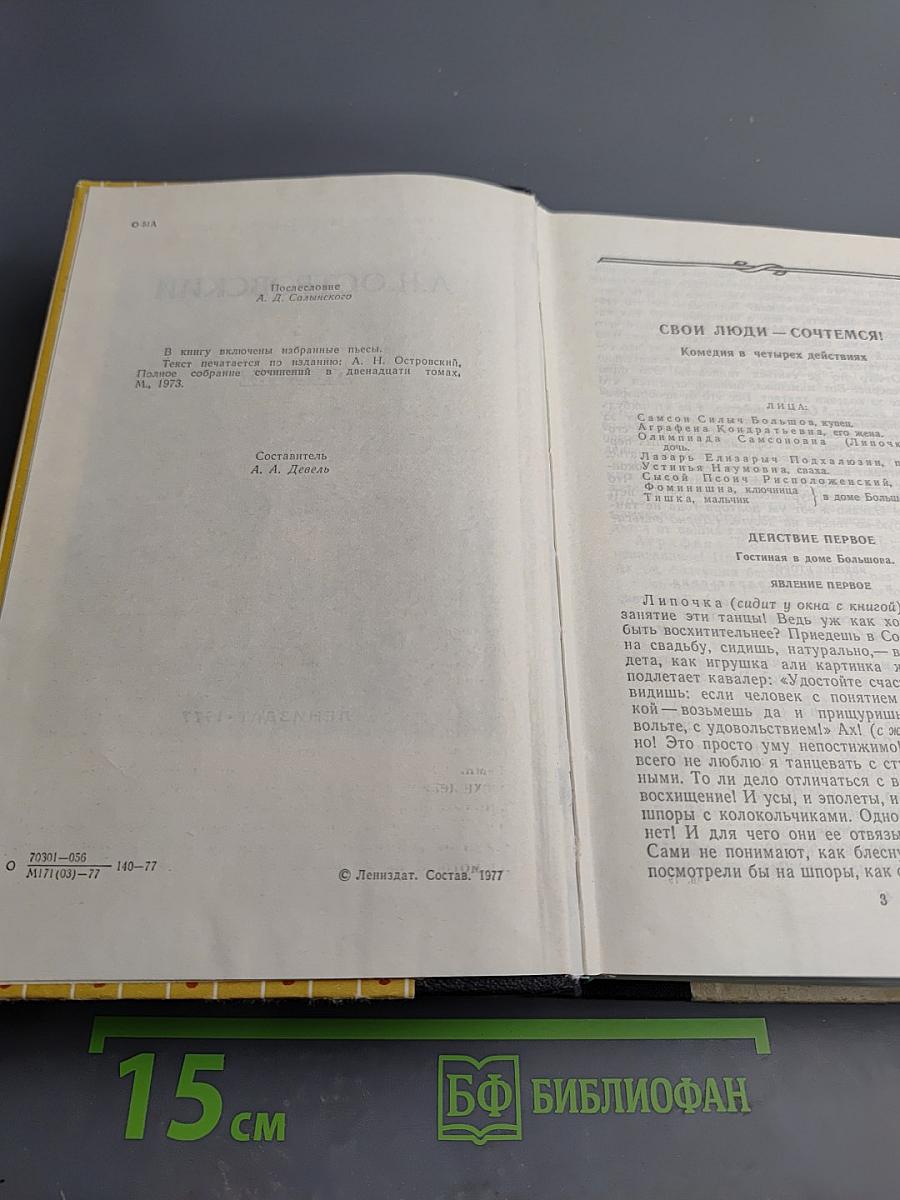 О-51А
Послесловие
А. Д. Салынского
В книгу включены избранные пьесы.
Текст печатается по изданию: А. Н. Островский,
Полное собрание сочинений в двенадцати томах,
М., 1973.
Составитель
А. А. Девель
О 70301—056
М171(03)—77
140—77
© Лениздат. Состав. 1977
СВОИ ЛЮДИ — СОЧТЕМСЯ!
Комедия в четырех действиях
ЛИЦА:
Самсон Силыч Большов, купец.
Аграфена Кондратьевна, его жена.
Олимпиада Самсоновна (Липочк
дочь.
Лазарь Елизарыч Подхалюзин, п
Устинья Наумовна, сваха.
Сысой Псоич Рисположенский,
Фоминишна, ключница
Тишка, мальчик
} в доме Больш
ДЕЙСТВИЕ ПЕРВОЕ
Гостиная в доме Большова.
ЯВЛЕНИЕ ПЕРВОЕ
Липочка (сидит у окна с книгой)
занятие эти танцы! Ведь уж как хо
быть восхитительнее? Приедешь в Со
на свадьбу, сидишь, натурально,— в
дета, как игрушка али картинка ж
подлетает кавалер: «Удостойте счаст
видишь: если человек с понятием
кой — возьмешь да и прищуришь
вольте, с удовольствием!» Ах! (с ж
но! Это просто уму непостижимо!
всего не люблю я танцевать с ст
ными. То ли дело отличаться с в
восхищение! И усы, и эполеты, и
шпоры с колокольчиками. Одно
нет! И для чего они ее отвязы
Сами не понимают, как блесну
посмотрели бы на шпоры, как
3
15 см
БФ БИБЛИОФАН